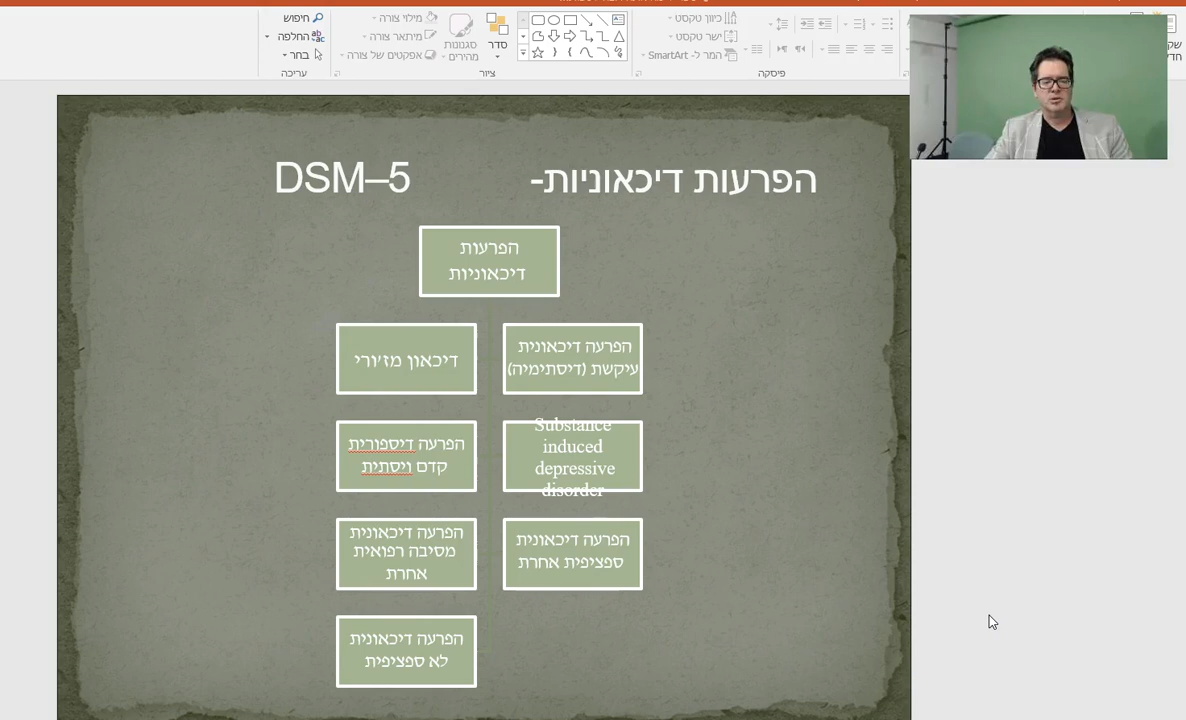 חיפוש
החלפה
בחר
עריכה
מילוי צורה
מיתאר צורה
אפקטים של צורה
סגנונות
מהירים
סדר
ציור
כיוון טקסט
ישר טקסט
המר ל- SmartArt
פיסקה
הפרעות דיכאוניות- DSM–5
הפרעות
דיכאוניות
הפרעה דיכאונית
עיקשת (דיסתימיה)
דיכאון מז'ורי
Substance
induced
depressive
disorder
הפרעה דיספורית
קדם ויסתית
הפרעה דיכאונית
ספציפית אחרת
הפרעה דיכאונית
מסיבה רפואית
אחרת
הפרעה דיכאונית
לא ספציפית